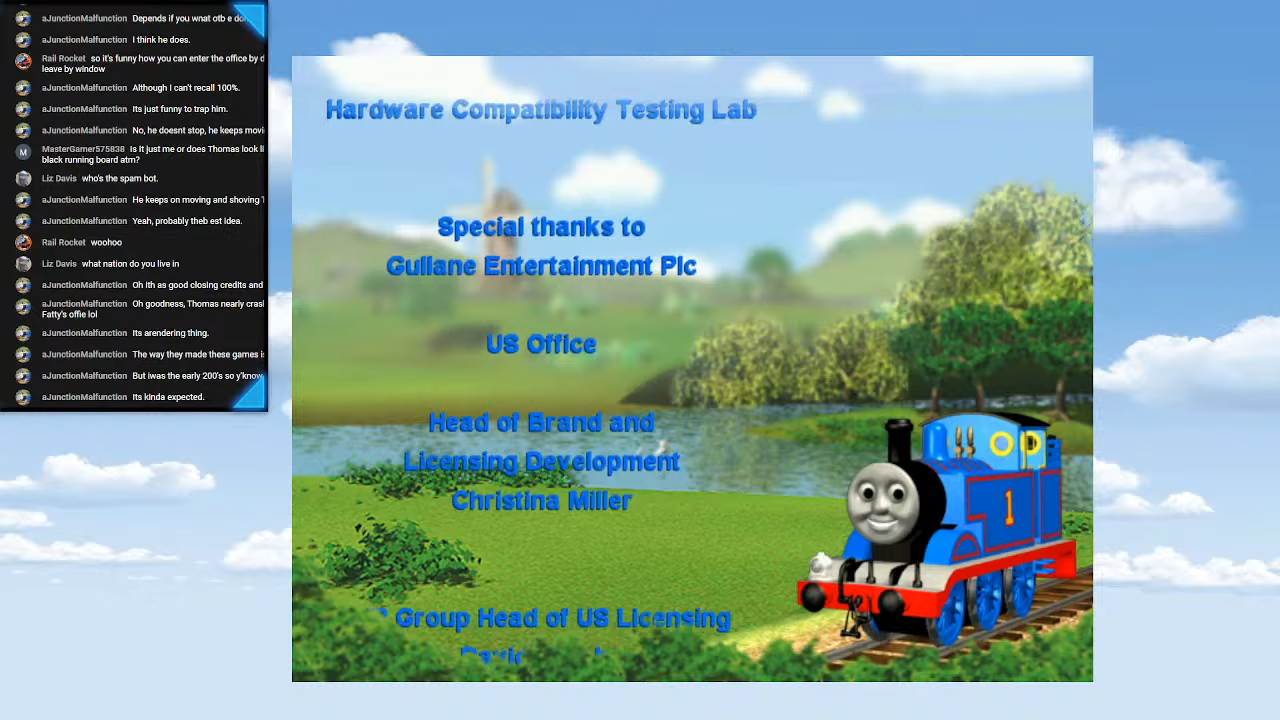 aJunctionMalfunction Depends if you wnat otb e
aJunctionMalfunction I think he does.
Rail Rocket so it's funny how you can enter the office by
leave by window
aJunctionMalfunction Although I can't recall 100%.
aJunctionMalfunction Its just funny to trap him.
aJunctionMalfunction No, he doesnt stop, he keeps
MasterGamer575838 Is It just me or does Thomas look
black running board atm?
Liz Davis who's the spam bot.
aJunctionMalfunction He keeps on moving and shoving
aJunctionMalfunction Yeah, probably theb est idea.
Rail Rocket woohoo
Liz Davis what nation do you live in
aJunctionMalfunction Oh ith as good closing credits and
aJunctionMalfunction Oh goodness, Thomas nearly
Fatty's offie lol
aJunctionMalfunction Its arendering thing.
aJunctionMalfunction The way they made these games
aJunctionMalfunction But iwas the early 200's so y'know
aJunctionMalfunction Its kinda expected.
Hardware Compatibility Testing Lab
Special thanks to
Gullane Entertainment Plc
US Office
Head of Brand and
Licensing Development
Christina Miller
Group Head of US Licensing
1